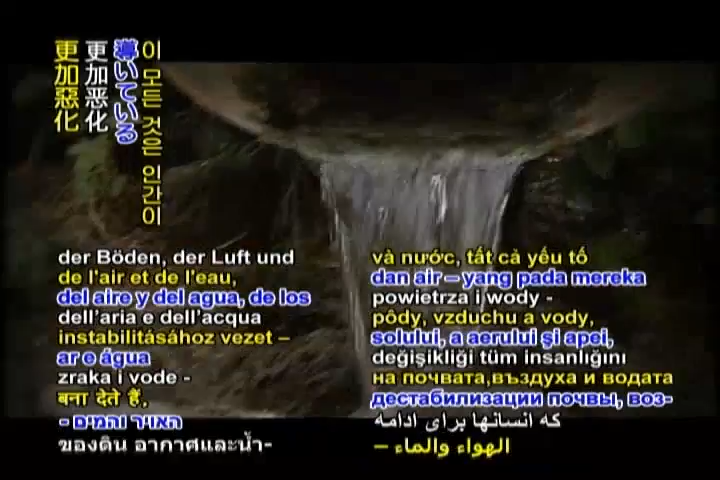 更加惡化
更加恶化
導いている
이 모든 것은 인간이
der Böden, der Luft und
de l'air et de l'eau,
del aire y del agua, de los
dell'aria e dell'acqua
instabilitásához vezet –
ar e água
zraka i vode -
बना देते हैं,
האויר והמים -
ของดิน อากาศและน้ำ-
và nước, tất cả yếu tố
dan air – yang pada mereka
powietrza i wody -
pôdy, vzduchu a vody,
solului, a aerului şi apei,
değişikliği tüm insanlığını
на почвата,въздуха и водата
дестабилизации почвы, воз-
که انسانها برای ادامه
الهواء والماء –